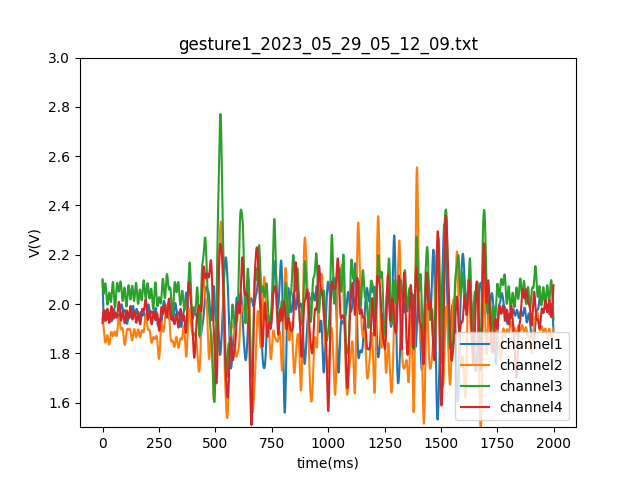 gesture1_2023_05_29_05_12_09.txt
3.0
2.8
2.6
2.4
2.2
2.0
1.8
1.6
V(V)
0 250 500 750 1000 1250 1500 1750 2000
time(ms)
channel1
channel2
channel3
channel4